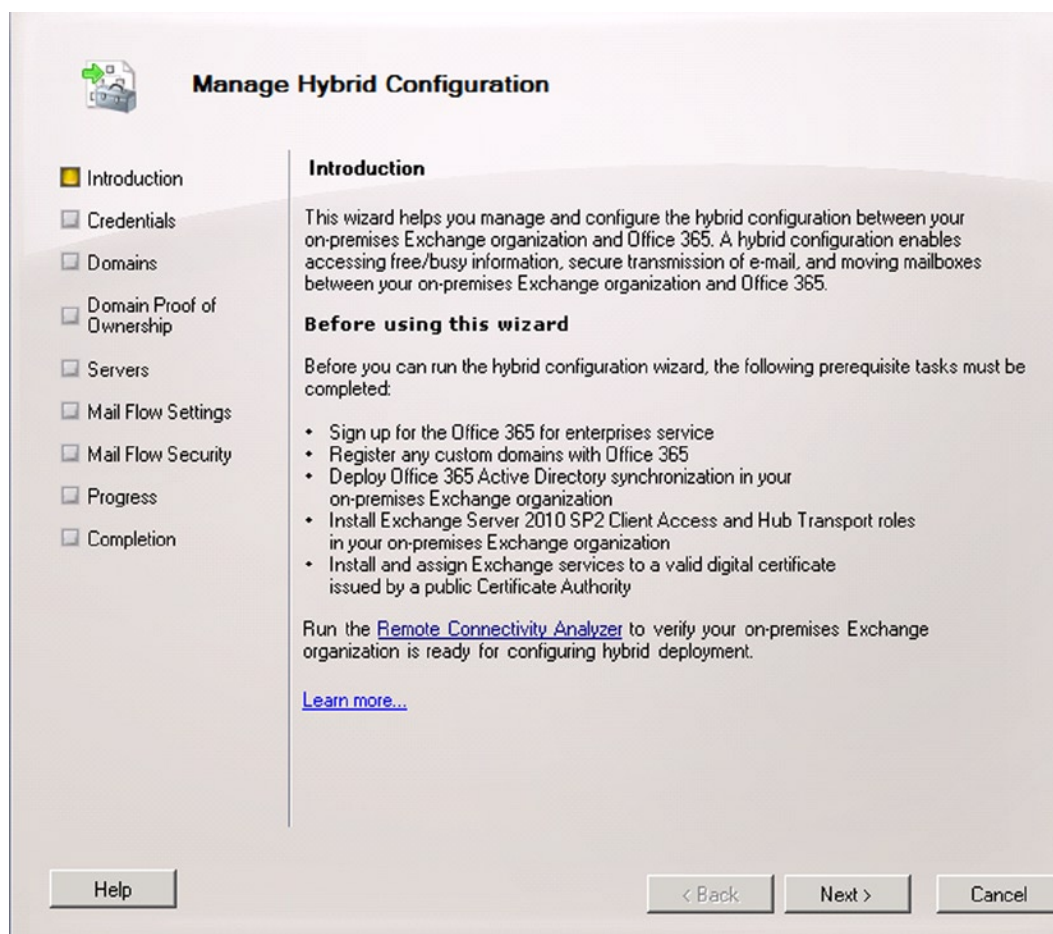 Manage Hybrid Configuration
Introduction
Credentials
Domains
Domain Proof of
Ownership
Servers
Mail Flow Settings
Mail Flow Security
Progress
Completion
Introduction
This wizard helps you manage and configure the hybrid configuration between your
on-premises Exchange organization and Office 365. A hybrid configuration enables
accessing free/busy information, secure transmission of e-mail, and moving mailboxes
between your on-premises Exchange organization and Office 365.
Before using this wizard
Before you can run the hybrid configuration wizard, the following prerequisite tasks must be
completed:
• Sign up for the Office 365 for enterprises service
• Register any custom domains with Office 365
• Deploy Office 365 Active Directory synchronization in your
on-premises Exchange organization
• Install Exchange Server 2010 SP2 Client Access and Hub Transport roles
in your on-premises Exchange organization
• Install and assign Exchange services to a valid digital certificate
issued by a public Certificate Authority
Run the Remote Connectivity Analyzer to verify your on-premises Exchange
organization is ready for configuring hybrid deployment.
Learn more...
Help
< Back
Next >
Cancel